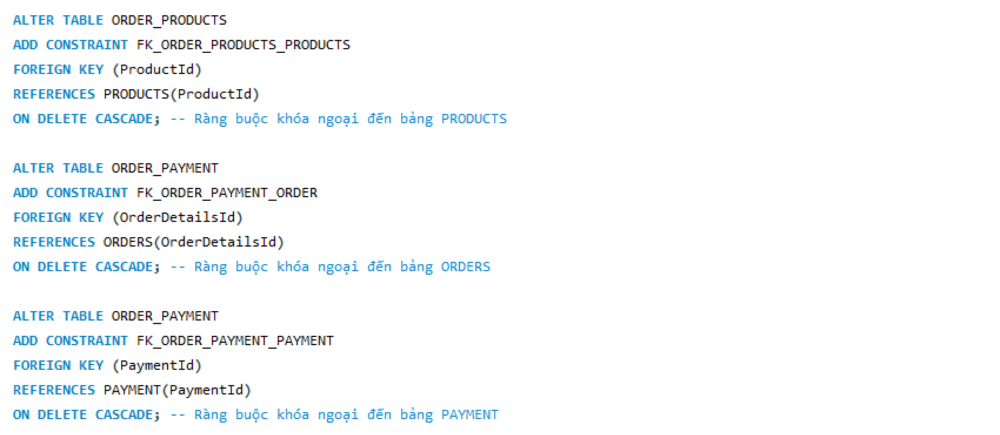 ALTER TABLE ORDER_PRODUCTS
ADD CONSTRAINT FK_ORDER_PRODUCTS_PRODUCTS
FOREIGN KEY (ProductId)
REFERENCES PRODUCTS(ProductId)
ON DELETE CASCADE; -- Ràng buộc khóa ngoại đến bảng PRODUCTS
ALTER TABLE ORDER_PAYMENT
ADD CONSTRAINT FK_ORDER_PAYMENT_ORDER
FOREIGN KEY (OrderDetailsId)
REFERENCES ORDERS(OrderDetailsId)
ON DELETE CASCADE; -- Ràng buộc khóa ngoại đến bảng ORDERS
ALTER TABLE ORDER_PAYMENT
ADD CONSTRAINT FK_ORDER_PAYMENT_PAYMENT
FOREIGN KEY (PaymentId)
REFERENCES PAYMENT(PaymentId)
ON DELETE CASCADE; -- Ràng buộc khóa ngoại đến bảng PAYMENT